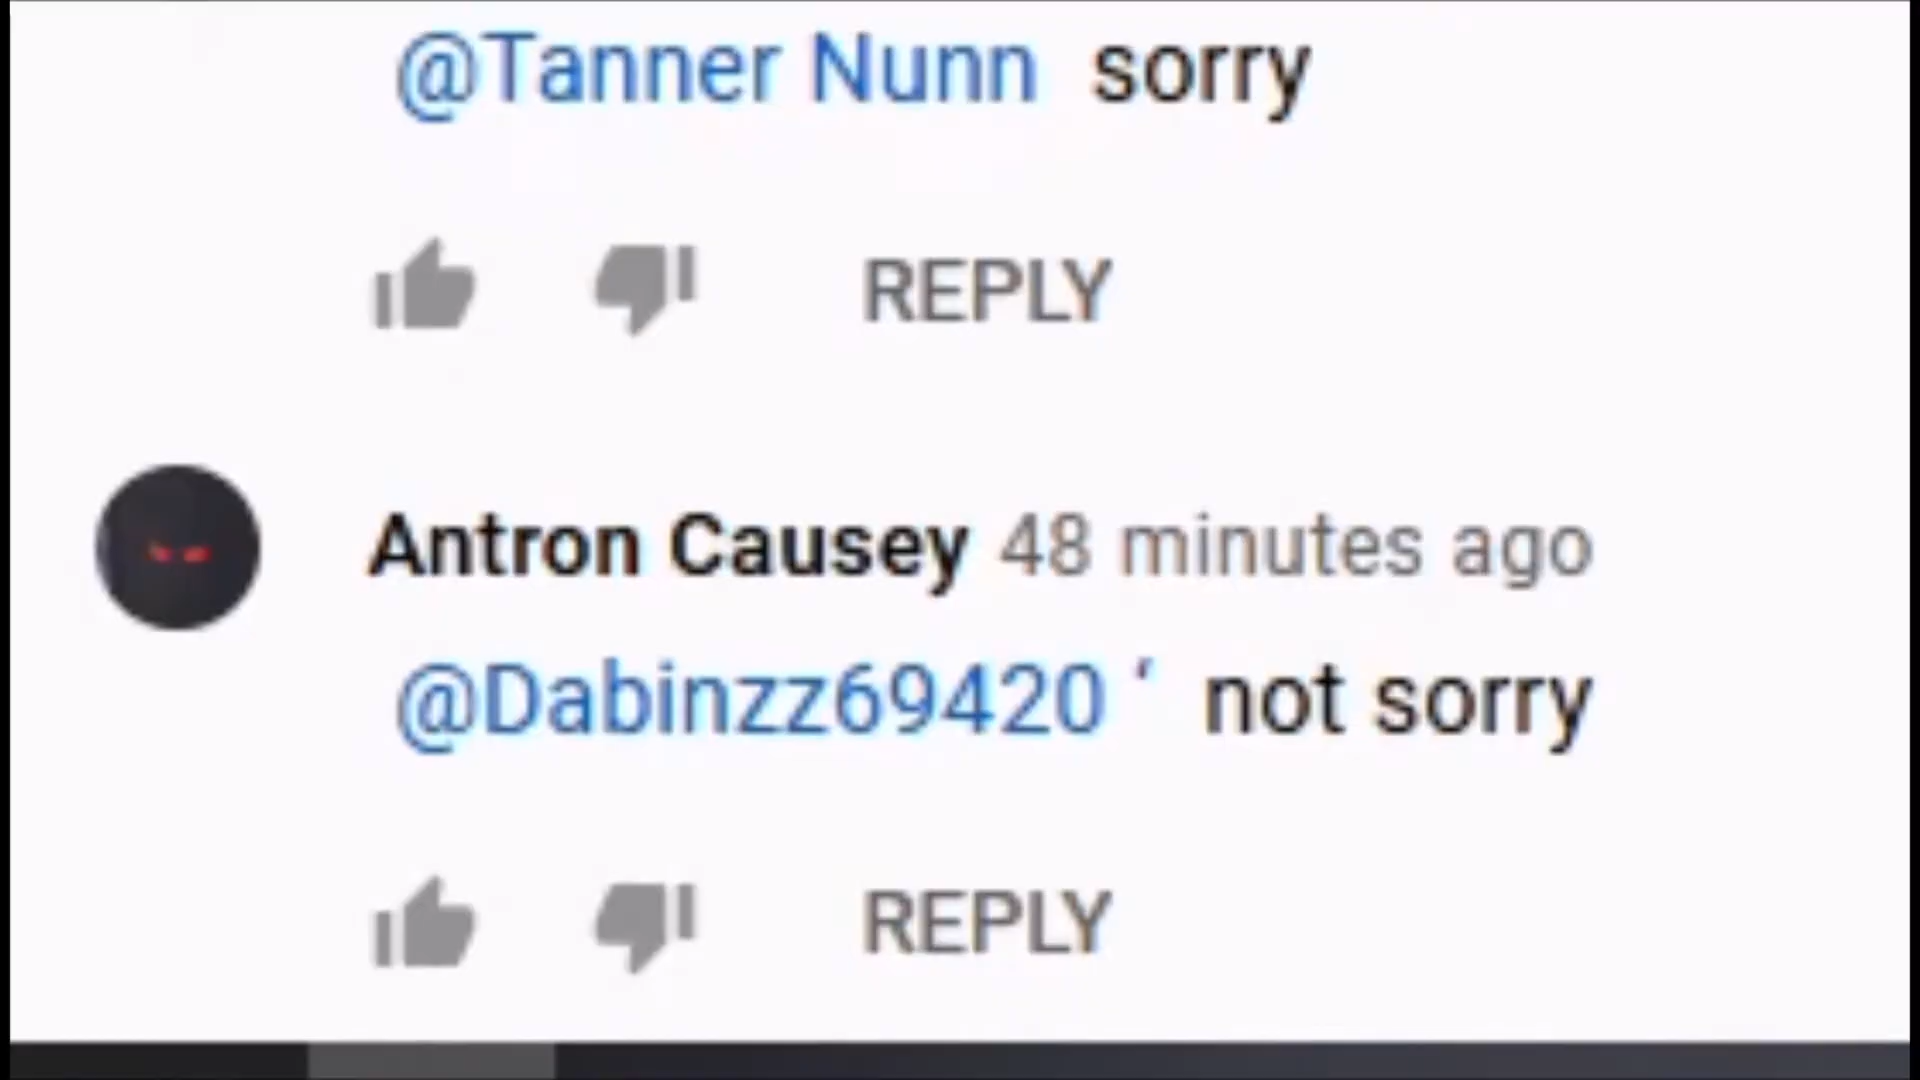 @Tanner Nunn sorry
REPLY
Antron Causey 48 minutes ago
@Dabinzz69420 ‘ not sorry
REPLY